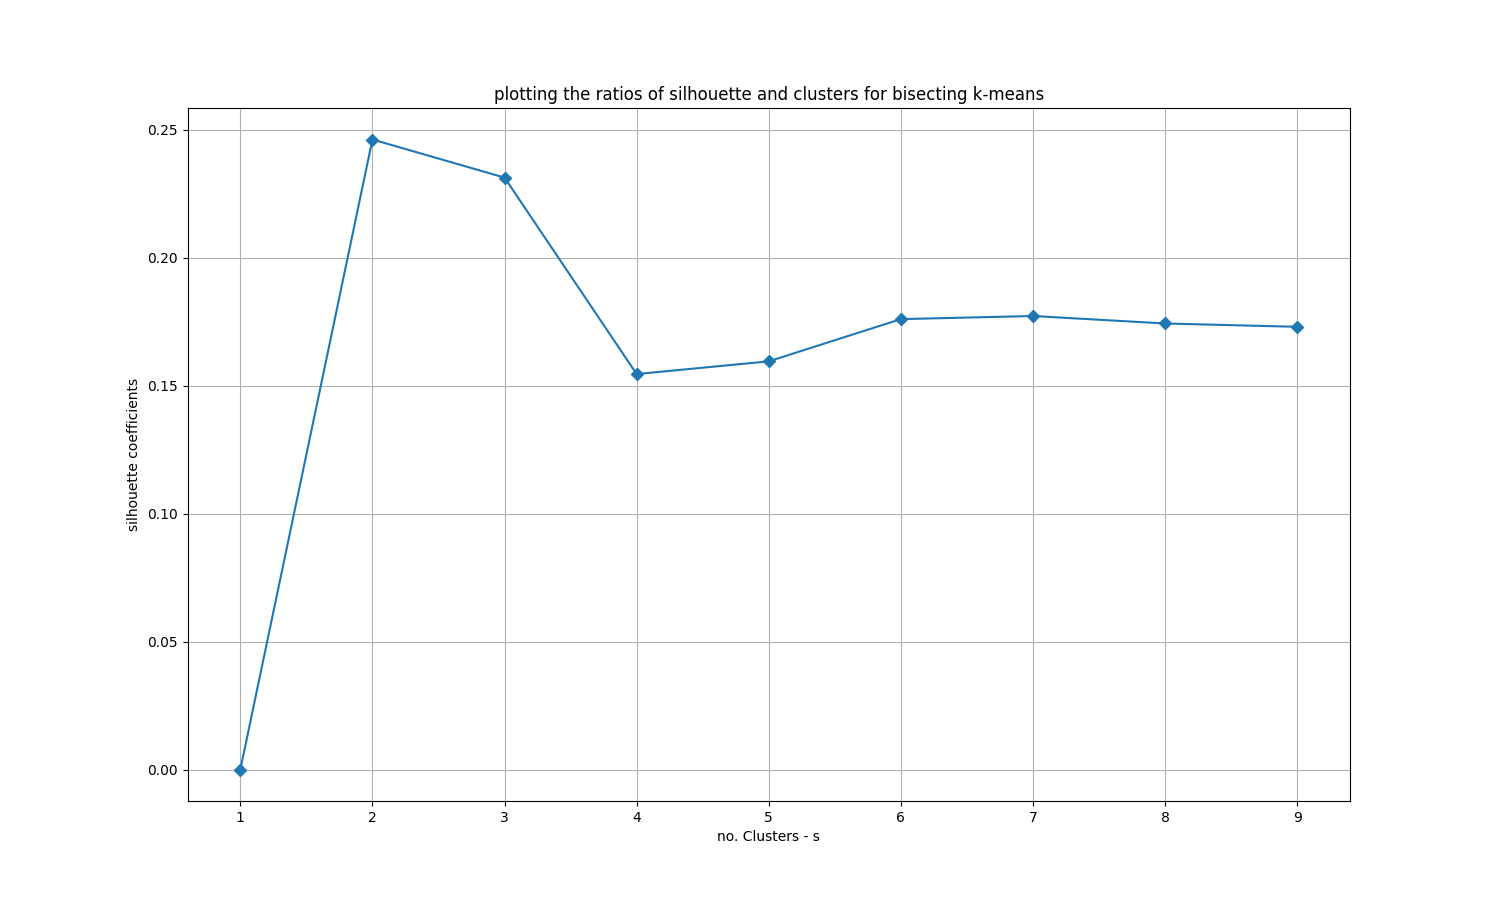 plotting the ratios of silhouette and clusters for bisecting k-means
0.25
0.20
0.15
0.10
0.05
0.00
silhouette coefficients
1 2 3 4 5 6 7 8 9
no. Clusters - s